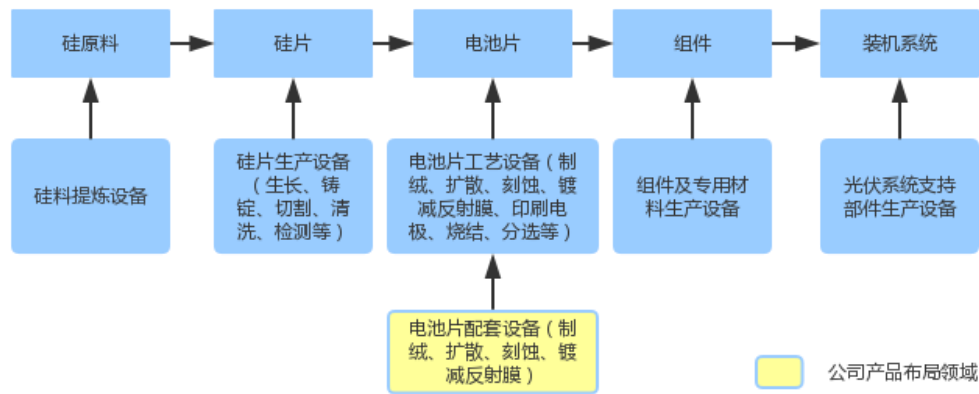 硅原料
硅片
电池片
组件
装机系统
硅料提炼设备
硅片生产设备
（生长、铸
锭、切割、清
洗、检测等）
电池片工艺设备（制
绒、扩散、刻蚀、镀
减反射膜、印刷电
极、烧结、分选等）
组件及专用材
料生产设备
光伏系统支持
部件生产设备
电池片配套设备（制
绒、扩散、刻蚀、镀
减反射膜）
公司产品布局领域